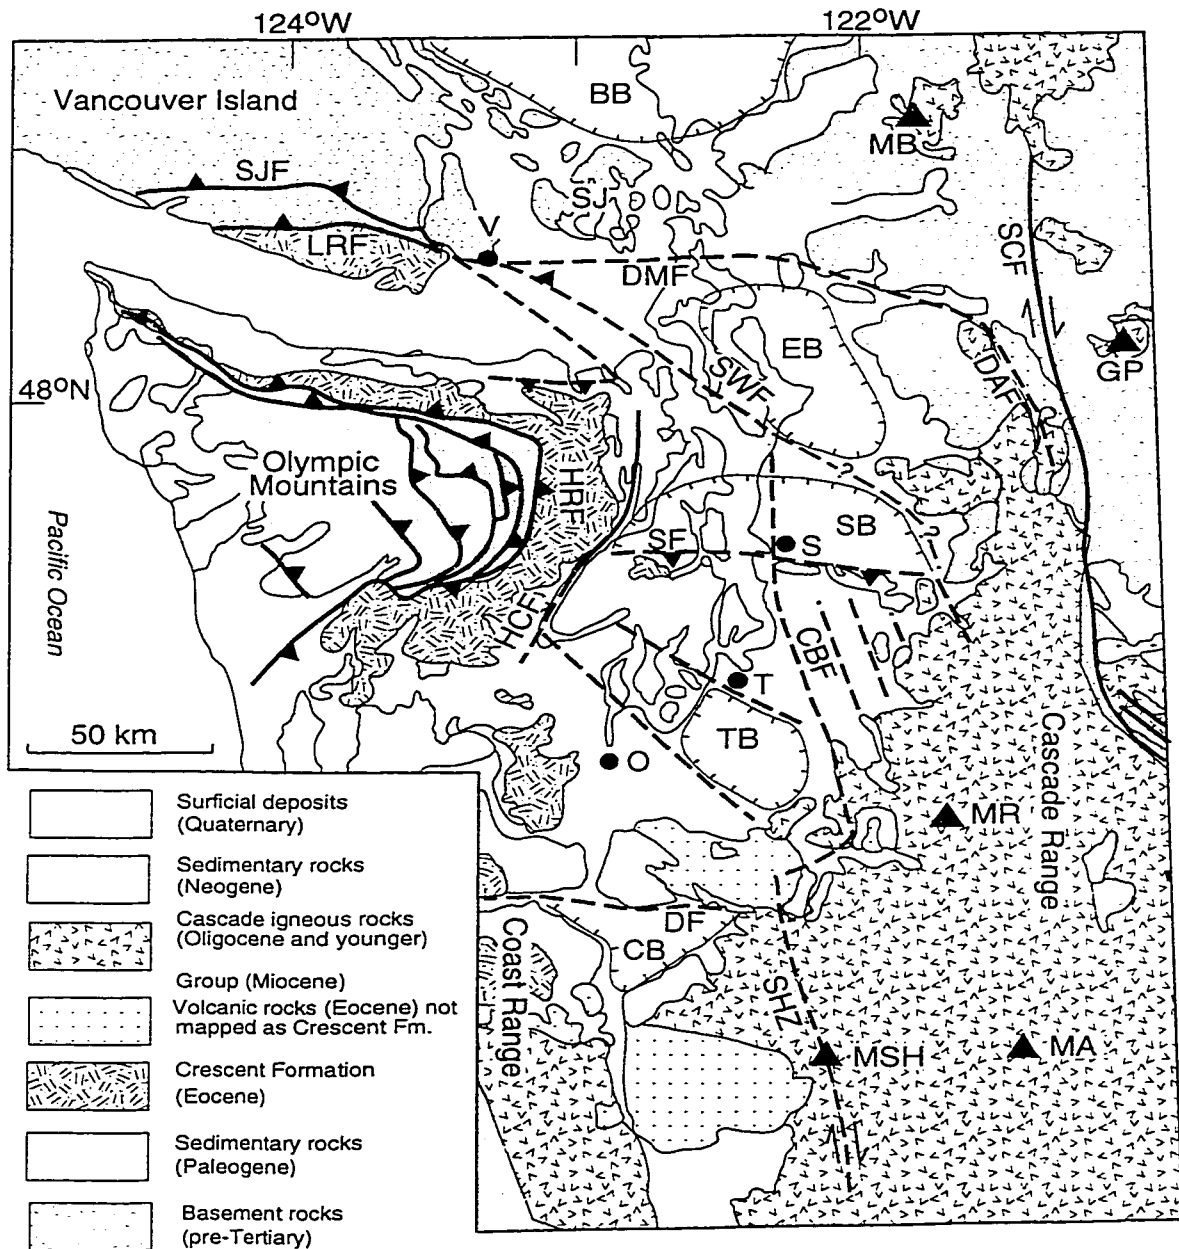 124°W
122°W
Vancouver Island
BB
MB
SJF
SJ
V
LRF
DMF
SCF
EB
GP
SWF
DAF
48°N
Olympic
Mountains
HRF
Pacific Ocean
SB
SF
S
?
?
HCF
CBF
T
50 km
TB
O
Cascade Range
MR
DF
CB
Coast Range
SHZ
MSH
MA
Surficial deposits
(Quaternary)
Sedimentary rocks
(Neogene)
Cascade igneous rocks
(Oligocene and younger)
Group (Miocene)
Volcanic rocks (Eocene) not
mapped as Crescent Fm.
Crescent Formation
(Eocene)
Sedimentary rocks
(Paleogene)
Basement rocks
(pre-Tertiary)